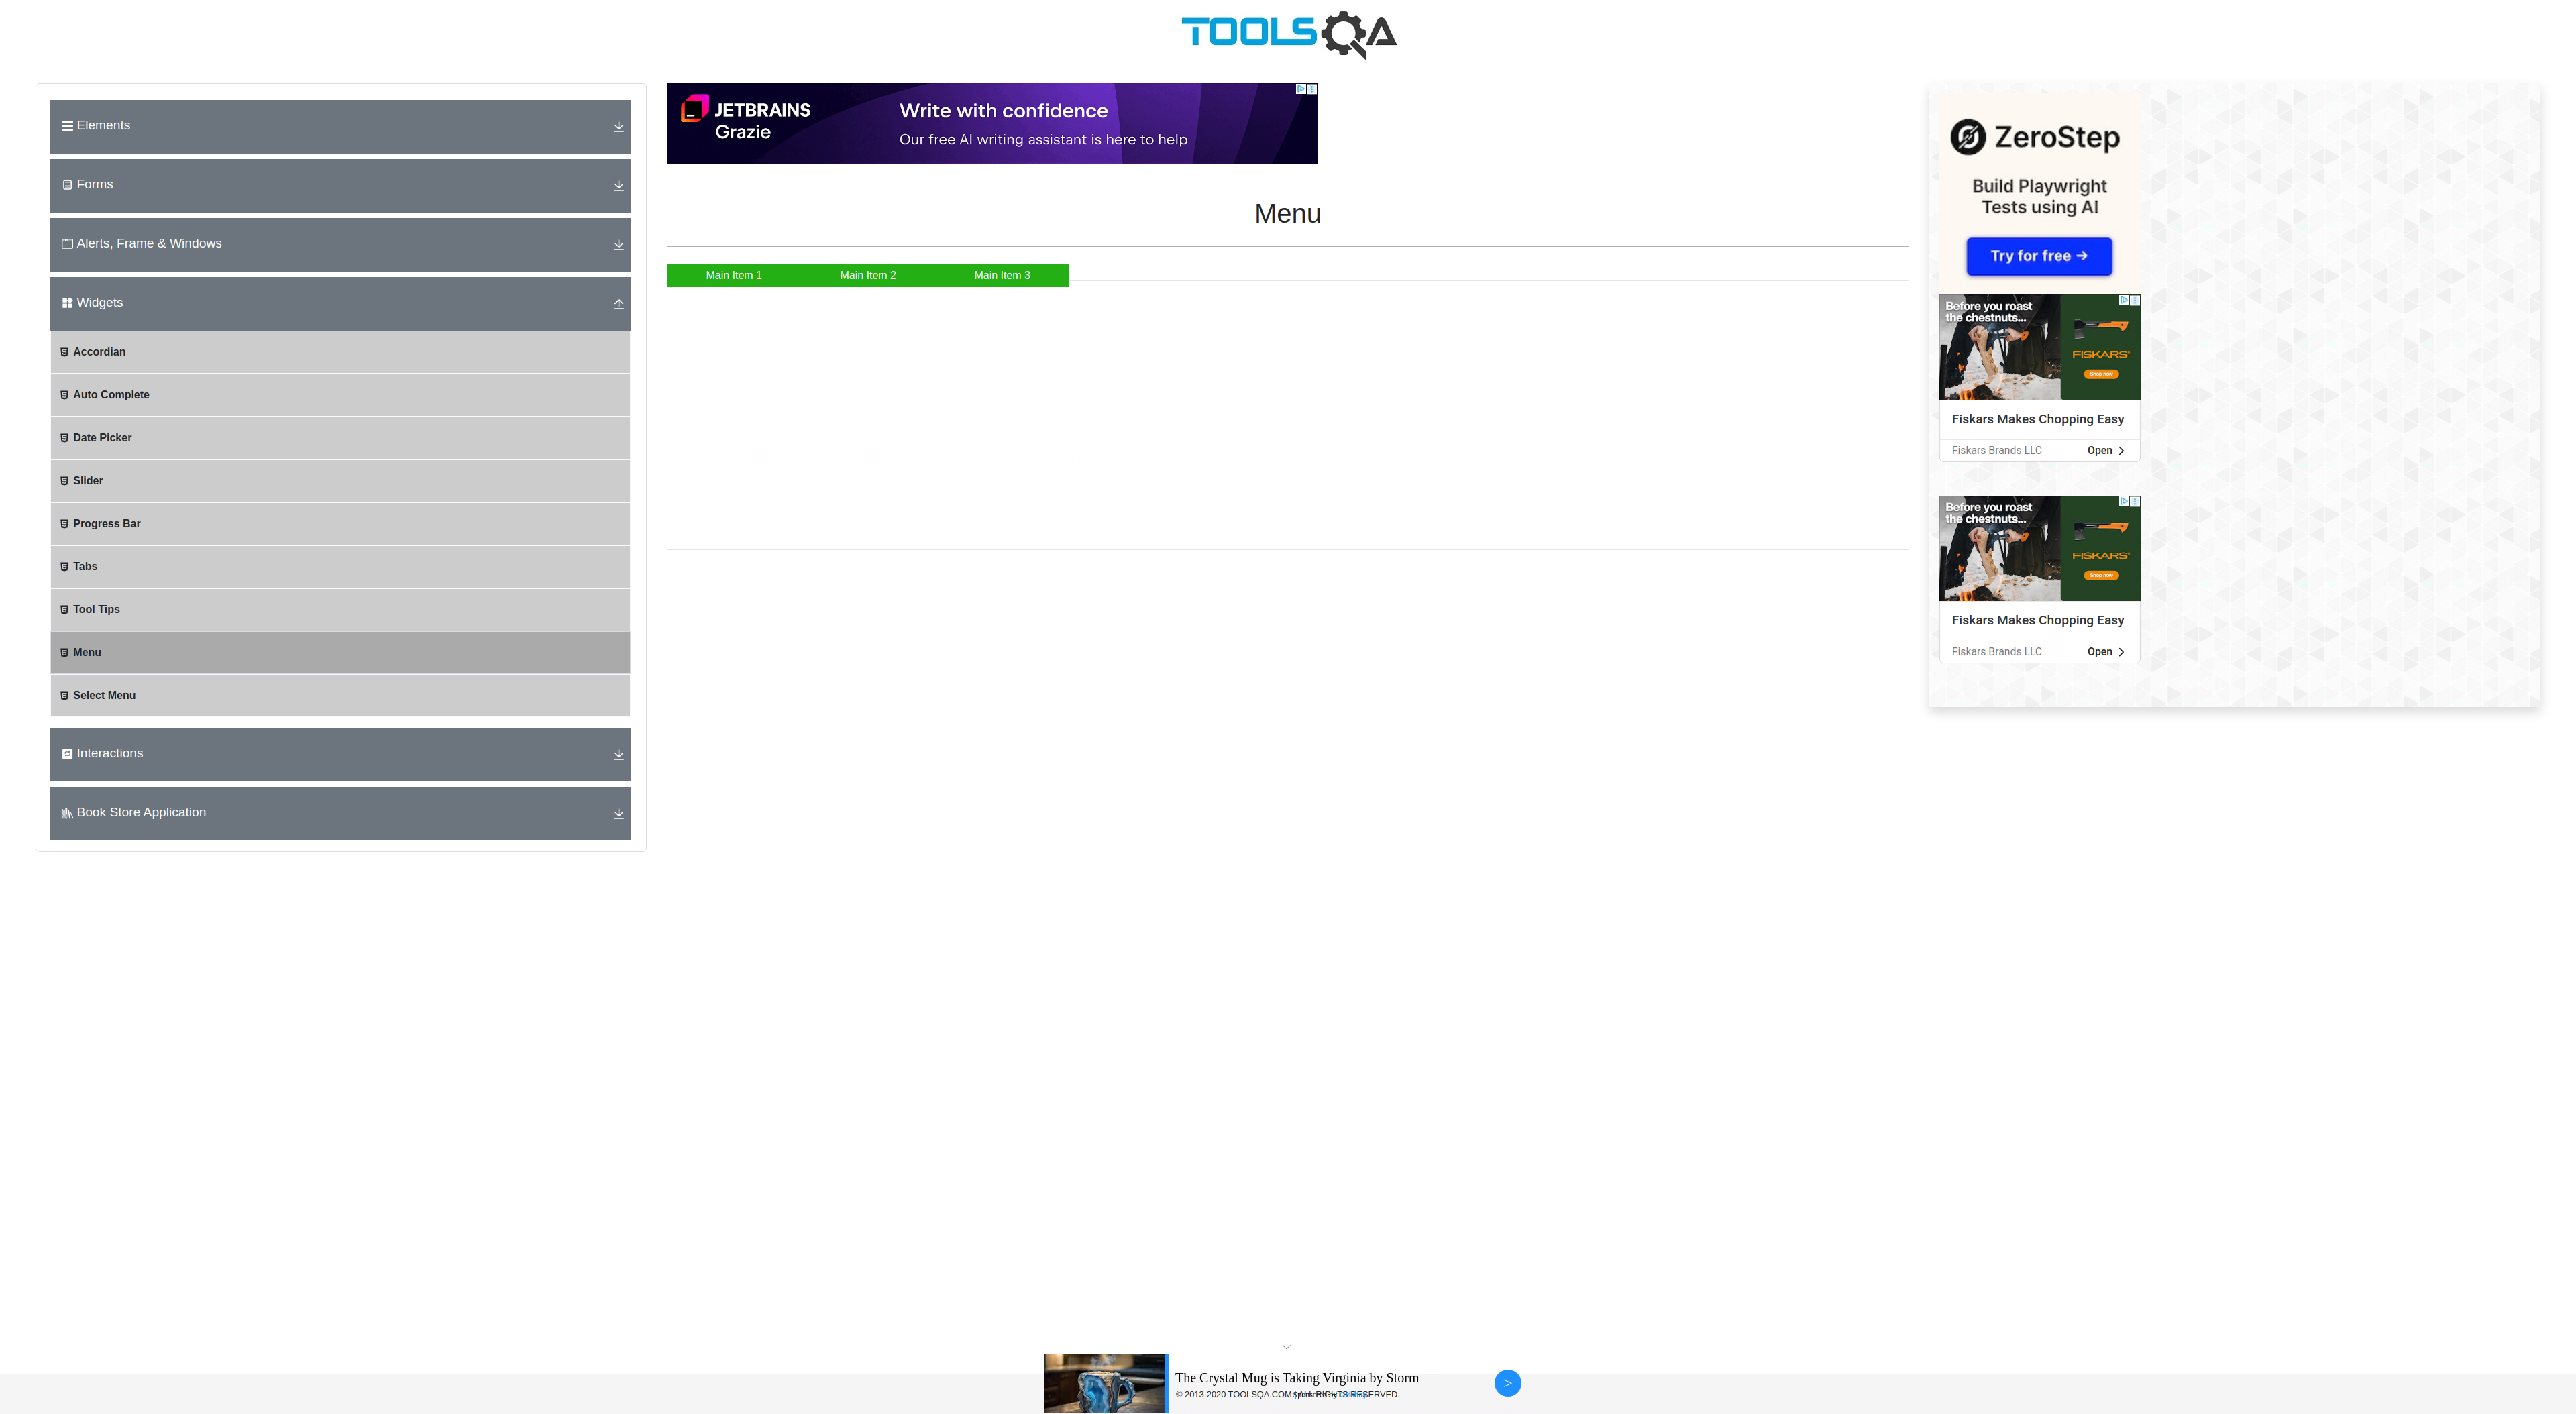 TOOLSQA
Elements
Forms
Alerts, Frame & Windows
Widgets
Accordian
Auto Complete
Date Picker
Slider
Progress Bar
Tabs
Tool Tips
Menu
Select Menu
Interactions
Book Store Application
JETBRAINS
Grazie
Write with confidence
Our free AI writing assistant is here to help
Menu
Main Item 1
Main Item 2
Main Item 3
ZeroStep
Build Playwright
Tests using AI
Try for free →
Before you roast
the chestnuts...
FISKARS
Shop now
Fiskars Makes Chopping Easy
Fiskars Brands LLC
Open >
Before you roast
the chestnuts...
FISKARS
Shop now
Fiskars Makes Chopping Easy
Fiskars Brands LLC
Open >
The Crystal Mug is Taking Virginia by Storm
© 2013-2020 TOOLSQA.COM | ALL RIGHTS RESERVED.